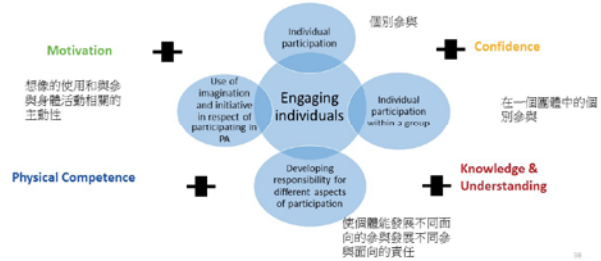 Individual
participation
個別參與
Motivation
Confidence
想像的使用和與參
與身體活動相關的
主動性
Use of
imagination
and initiative
in respect of
participating in
PA
Engaging
individuals
Individual
participation
within a group
在一個團體中的個
別參與
Physical Competence
Developing
responsibility for
different aspects
of participation
Knowledge &
Understanding
使個體能發展不同面
向的參與發展不同參
與面向的責任
38